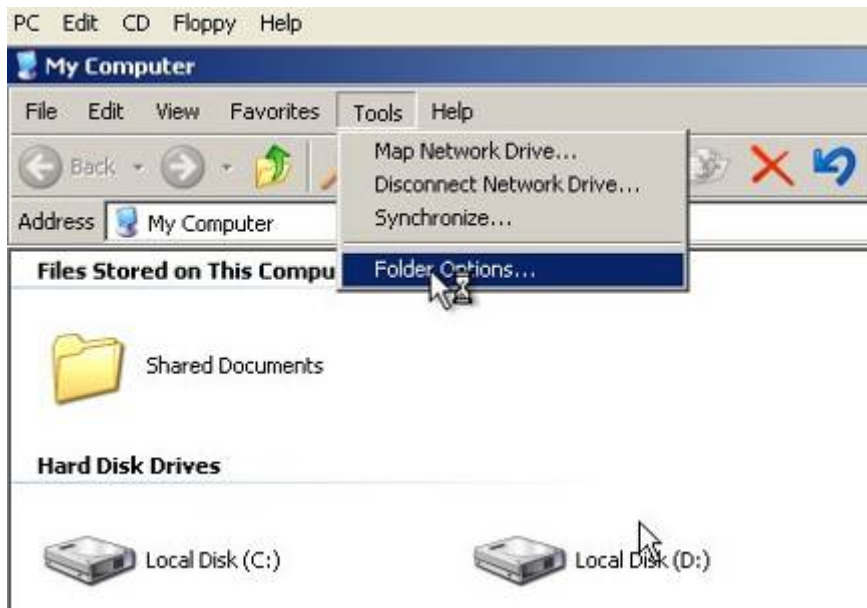 PC Edit CD Floppy Help
My Computer
File Edit View Favorites Tools Help
Back
Map Network Drive...
Disconnect Network Drive...
Synchronize...
Address My Computer
Folder Options...
Files Stored on This Compu
Shared Documents
Hard Disk Drives
Local Disk (C:)
Local Disk (D:)